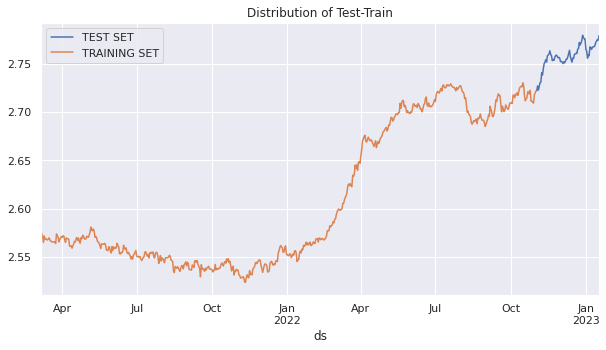 Distribution of Test-Train
TEST SET
TRAINING SET
2.75
2.70
2.65
2.60
2.55
Apr
Jul
Oct
Jan
2022
Apr
Jul
Oct
Jan
2023
ds